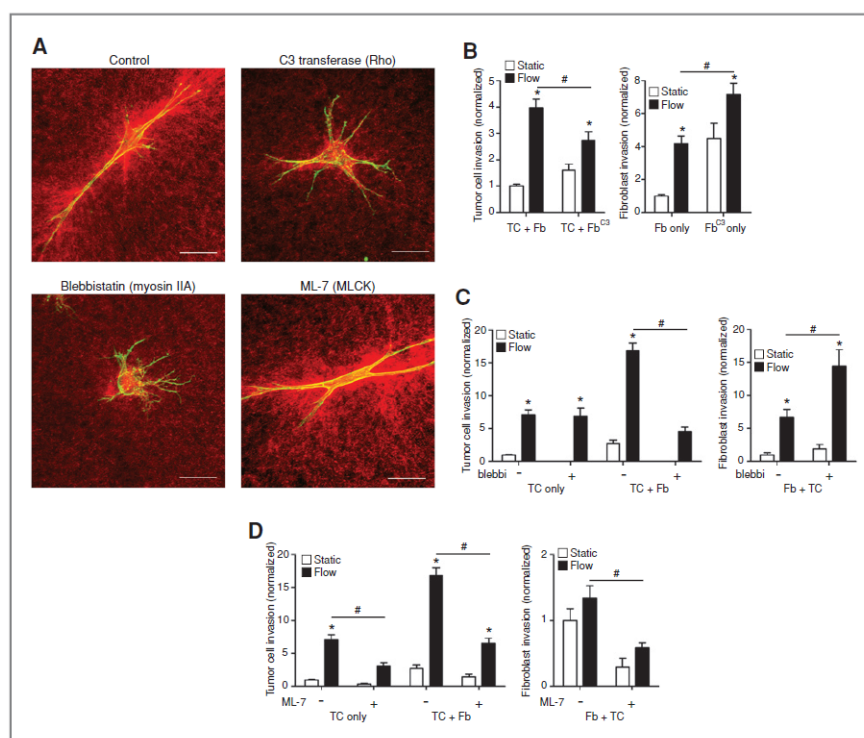 A
Control
C3 transferase (Rho)
Blebbistatin (myosin IIA)
ML-7 (MLCK)
B
Tumor cell invasion (normalized)
5
4
3
2
1
0
Static
Flow
*
#
*
TC + Fb
TC + Fb^C3
Fibroblast invasion (normalized)
8
6
4
2
0
Static
Flow
*
#
*
Fb only
Fb^C3 only
C
Tumor cell invasion (normalized)
20
15
10
5
0
Static
Flow
*
*
*
#
blebbi - + - +
TC only
TC + Fb
Fibroblast invasion (normalized)
20
15
10
5
0
Static
Flow
*
#
*
blebbi - +
Fb + TC
D
Tumor cell invasion (normalized)
20
15
10
5
0
Static
Flow
*
#
*
#
*
ML-7 - + - +
TC only
TC + Fb
Fibroblast invasion (normalized)
2
1
0
Static
Flow
#
ML-7 - +
Fb + TC